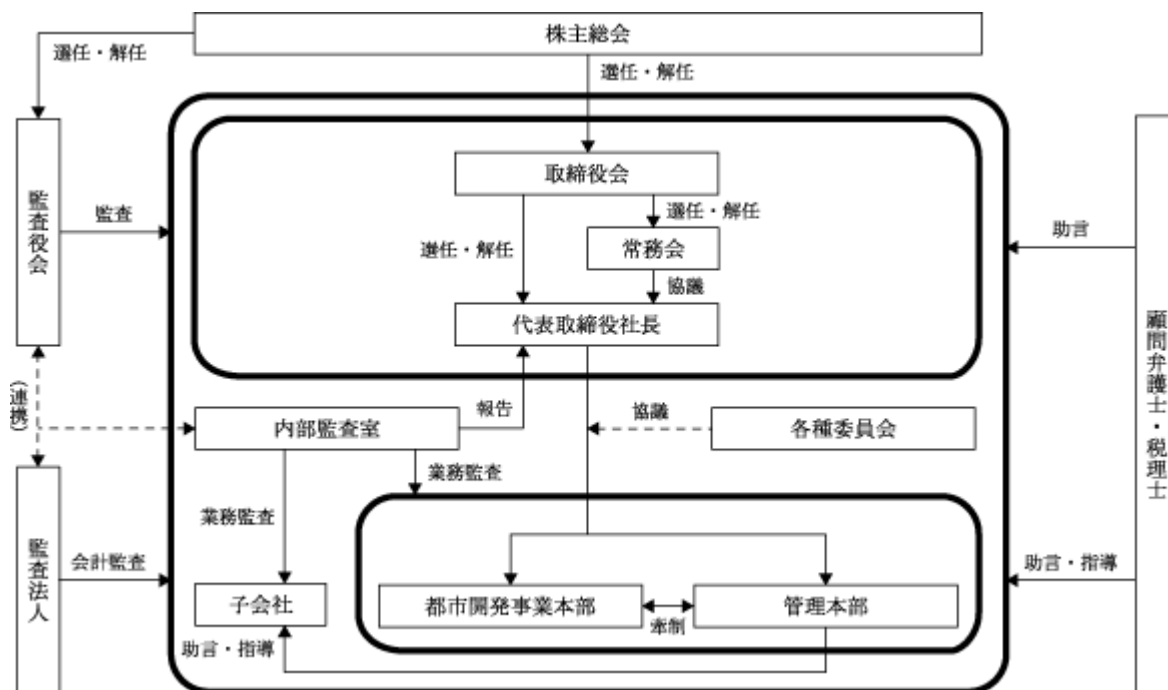 株主総会
選任・解任
選任・解任
取締役会
選任・解任
選任・解任
常務会
協議
代表取締役社長
監査役会
監査
助言
顧問弁護士・税理士
(連携)
内部監査室
報告
協議
各種委員会
業務監査
業務監査
監査法人
会計監査
助言・指導
子会社
都市開発事業本部
牽制
管理本部
助言・指導